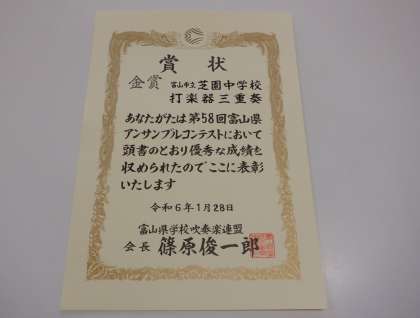 賞状
金賞 富山市立芝園中学校
打楽器三重奏
あなたがたは第58回富山県
アンサンブルコンテストにおいて
頭書のとおり優秀な成績を
収められたのでここに表彰
いたします
令和6年1月28日
富山県学校吹奏楽連盟
会長 篠原俊一郎